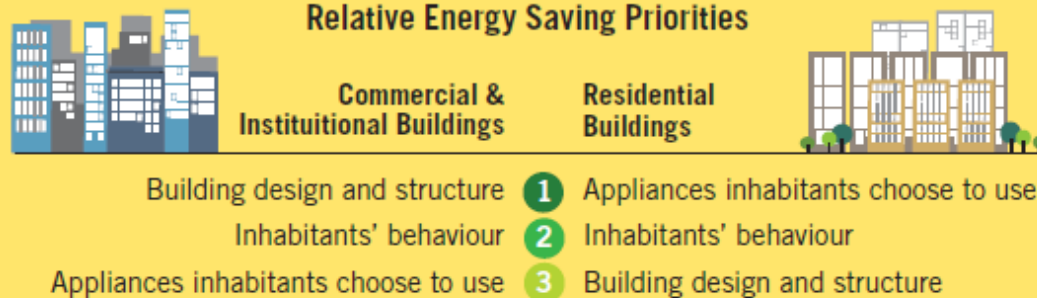 Relative Energy Saving Priorities
Commercial &
Instituitional Buildings
Residential
Buildings
Building design and structure 1 Appliances inhabitants choose to use
Inhabitants' behaviour 2 Inhabitants' behaviour
Appliances inhabitants choose to use 3 Building design and structure